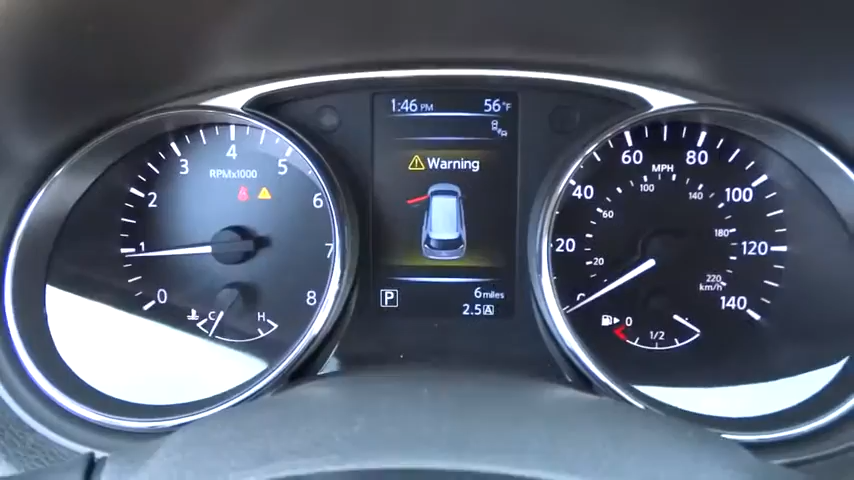 1:46 PM 56°F
Warning
P
6 miles
2.5 A
0 1 2 3 4 5 6 7 8
RPMX1000
C H
0 20 40 60 80 100 120 140
MPH
60 100 140 180 220
20
km/h
0 1/2